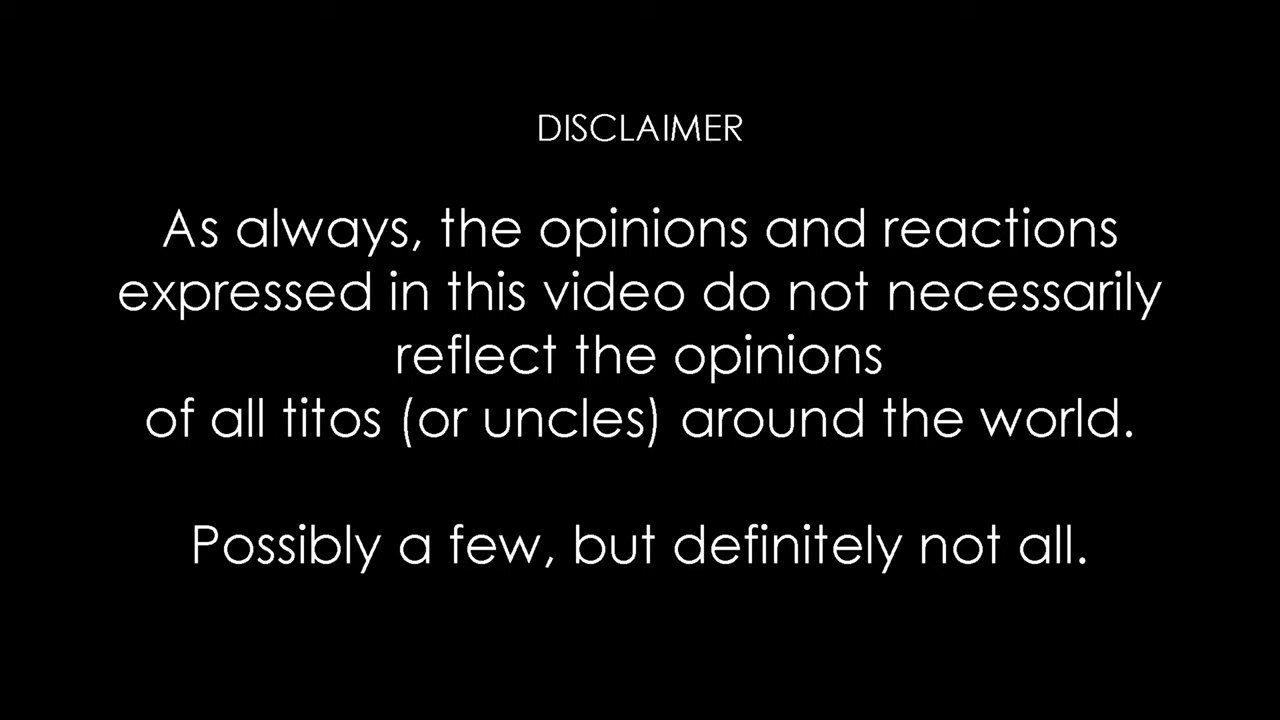 DISCLAIMER
As always, the opinions and reactions
expressed in this video do not necessarily
reflect the opinions
of all titos (or uncles) around the world.
Possibly a few, but definitely not all.